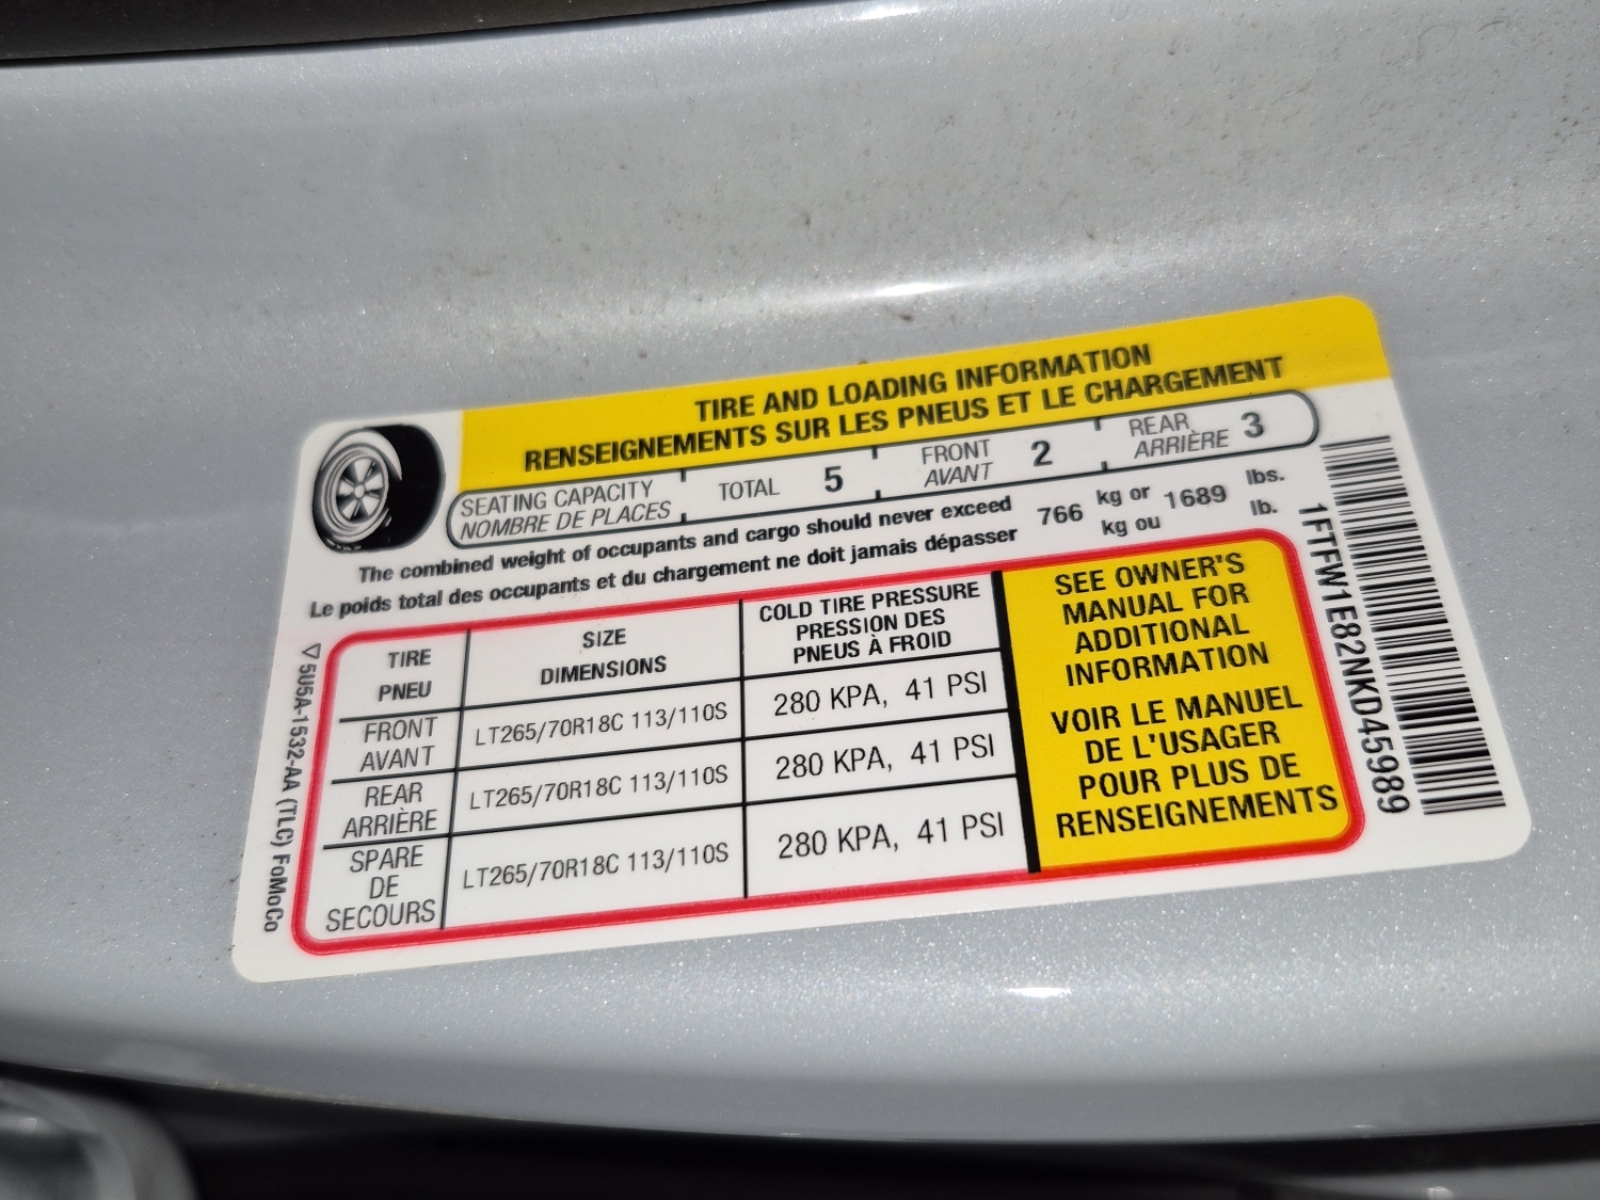 TIRE AND LOADING INFORMATION
RENSEIGNEMENTS SUR LES PNEUS ET LE CHARGEMENT
SEATING CAPACITY
NOMBRE DE PLACES
TOTAL 5
FRONT
AVANT
2
REAR
ARRIÈRE
3
The combined weight of occupants and cargo should never exceed
Le poids total des occupants et du chargement ne doit jamais dépasser
766
kg or
kg ou
1689
lbs.
lb.
TIRE
PNEU
SIZE
DIMENSIONS
COLD TIRE PRESSURE
PRESSION DES
PNEUS À FROID
FRONT
AVANT
LT265/70R18C 113/110S
280 KPA, 41 PSI
REAR
ARRIÈRE
LT265/70R18C 113/110S
280 KPA, 41 PSI
SPARE
DE
SECOURS
LT265/70R18C 113/110S
280 KPA, 41 PSI
SEE OWNER'S
MANUAL FOR
ADDITIONAL
INFORMATION
VOIR LE MANUEL
DE L'USAGER
POUR PLUS DE
RENSEIGNEMENTS
1FTFW1E82NKD45989
5U5A-1532-AA (TLC) FoMoCo